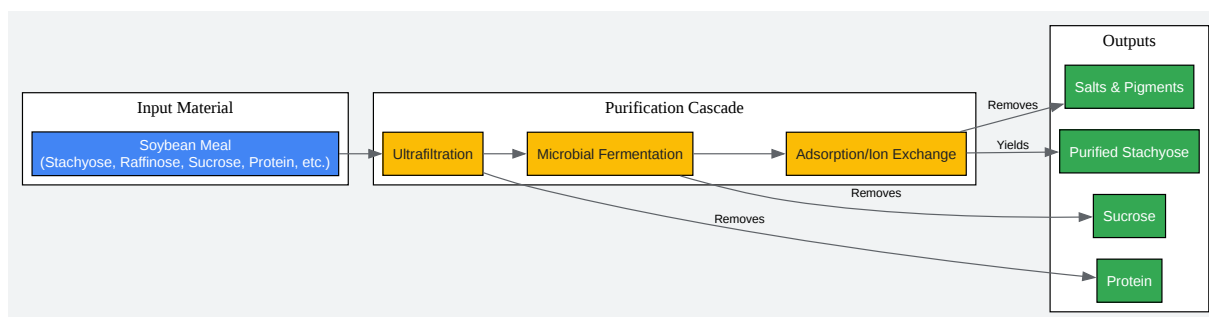 Input Material
Soybean Meal
(Stachyose, Raffinose, Sucrose, Protein, etc.)
Purification Cascade
Ultrafiltration
Microbial Fermentation
Adsorption/Ion Exchange
Removes
Yields
Removes
Removes
Outputs
Salts & Pigments
Purified Stachyose
Sucrose
Protein